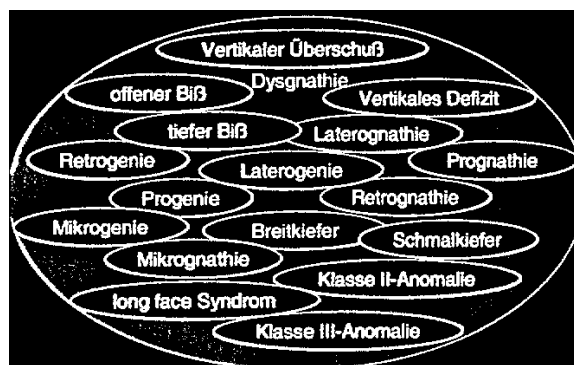 Vertikaler Überschuß
Dysgnathie
offener Biß
Vertikales Defizit
tiefer Biß
Laterognathie
Retrogenie
Laterogenie
Prognathie
Progenie
Retrognathie
Mikrogenie
Breitkiefer
Schmalkiefer
Mikrognathie
Klasse II-Anomalie
long face Syndrom
Klasse III-Anomalie